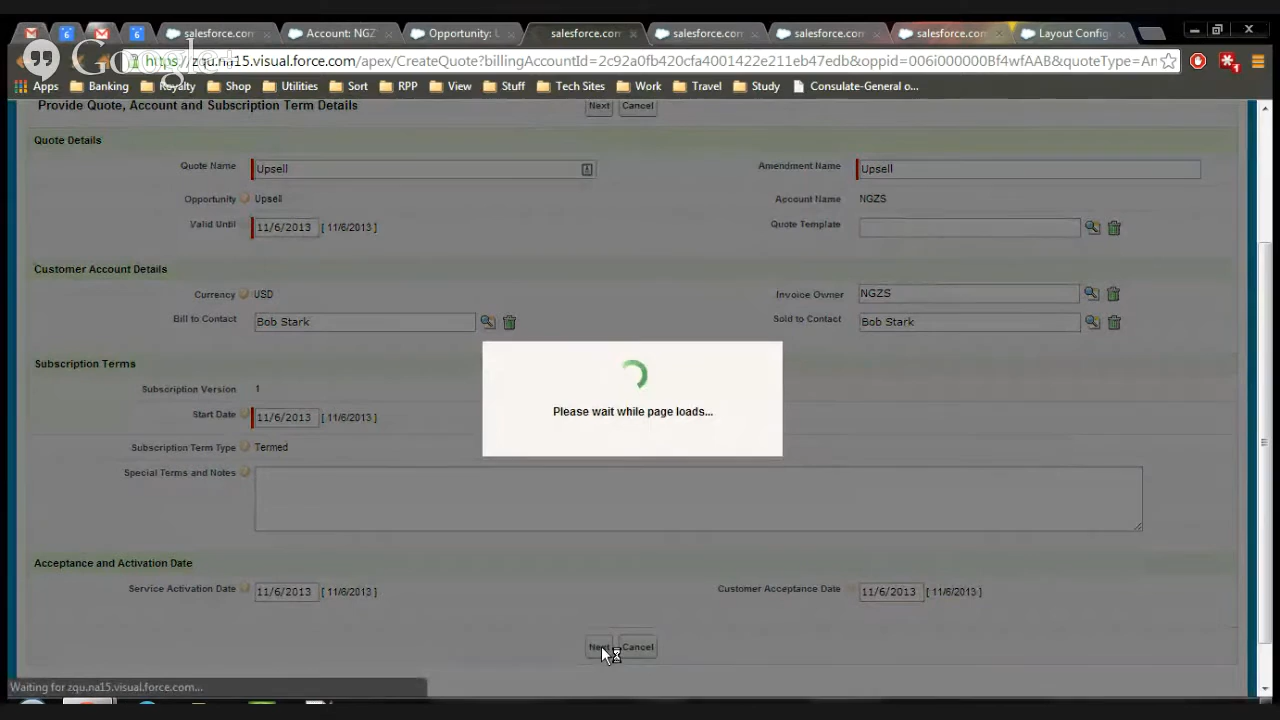 salesforce.com
Account: NGZ
Opportunity: U
salesforce.com
salesforce.com
salesforce.com
salesforce.com
Layout Config
Google+
https://zqu.na15.visual.force.com/apex/CreateQuote?billingAccountId=2c92a0fb420cfa4001422e211eb47edb&oppid=006i000000Bf4wfAAB&quoteType=An
Apps Banking Royalty Shop Utilities Sort RPP View Stuff Tech Sites Work Travel Study Consulate-General o...
Provide Quote, Account and Subscription Term Details Next Cancel
Quote Details
Quote Name Upsell Amendment Name Upsell
Opportunity Upsell Account Name NGZS
Valid Until 11/6/2013 [ 11/6/2013 ] Quote Template
Customer Account Details
Currency USD Invoice Owner NGZS
Bill to Contact Bob Stark Sold to Contact Bob Stark
Subscription Terms
Subscription Version 1
Start Date 11/6/2013 [ 11/6/2013 ]
Please wait while page loads...
Subscription Term Type Termed
Special Terms and Notes
Acceptance and Activation Date
Service Activation Date 11/6/2013 [ 11/6/2013 ] Customer Acceptance Date 11/6/2013 [ 11/6/2013 ]
Next Cancel
Waiting for zqu.na15.visual.force.com...